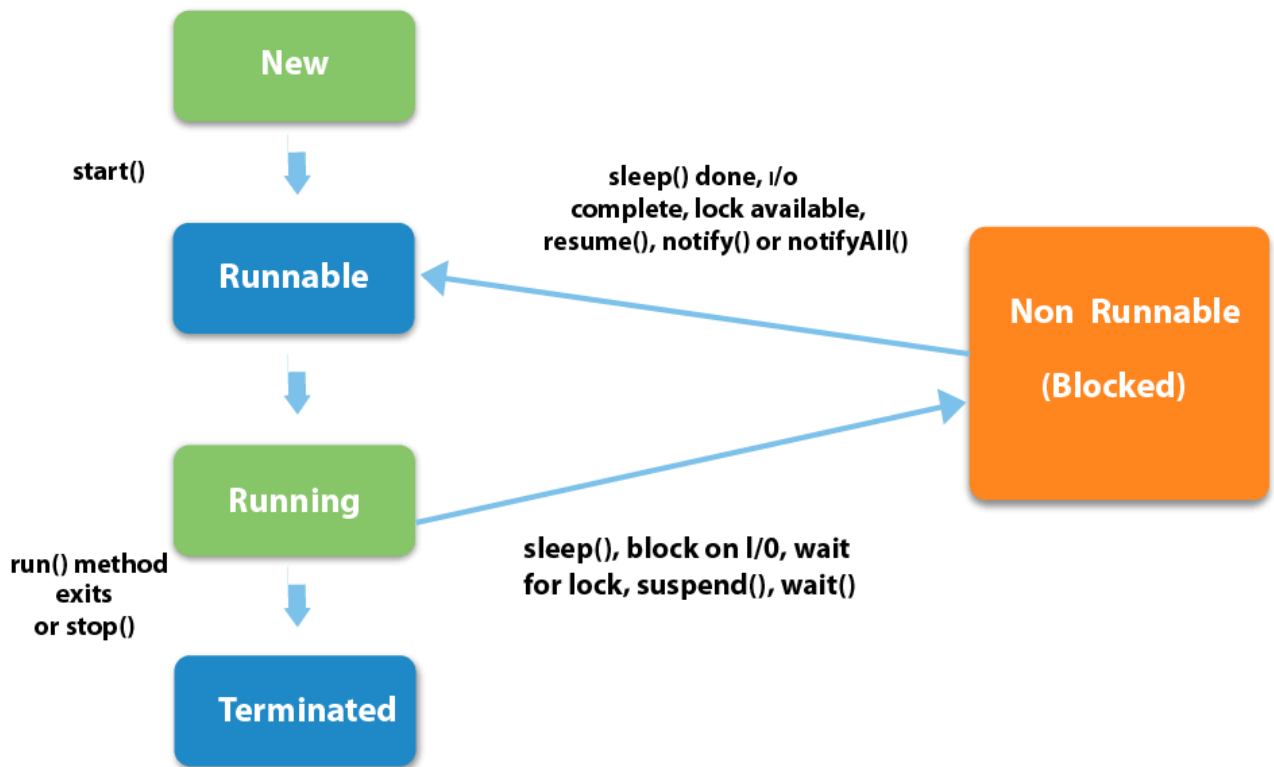 New
start()
sleep() done, I/o
complete, lock available,
resume(), notify() or notifyAll()
Runnable
Non Runnable
(Blocked)
Running
run() method
exits
or stop()
sleep(), block on l/0, wait
for lock, suspend(), wait()
Terminated